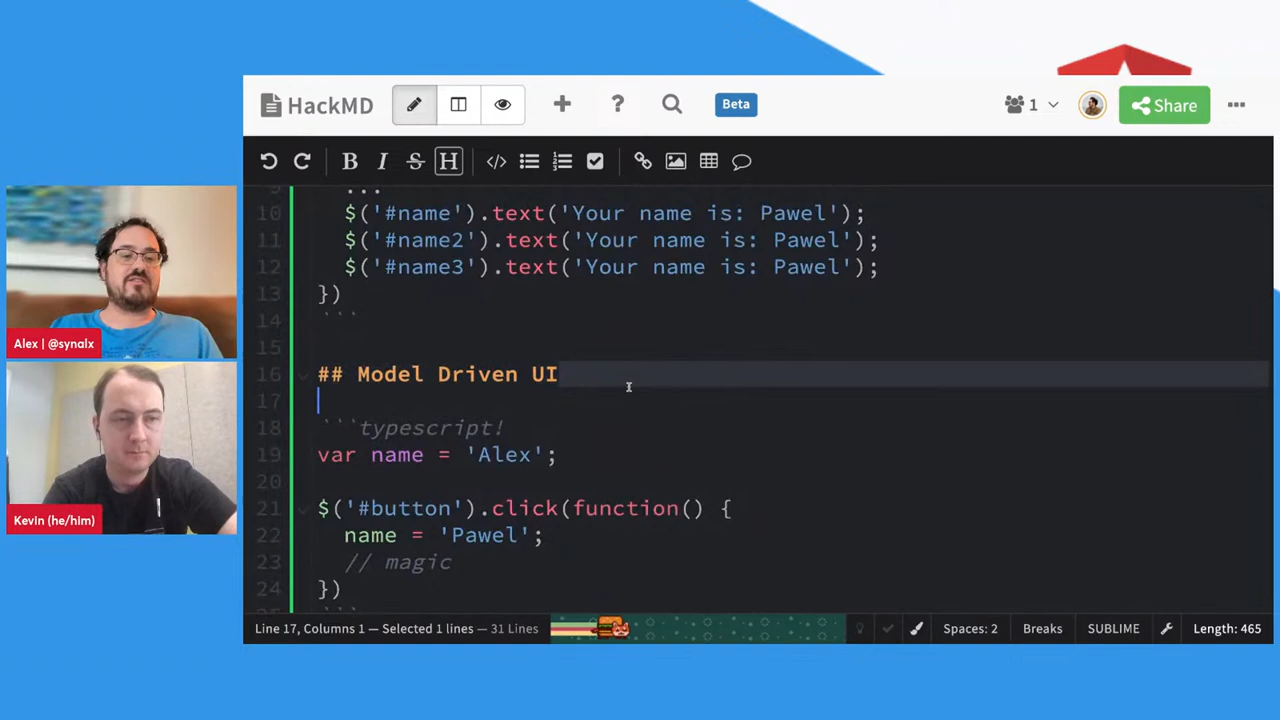 HackMD
Beta
1
Share
B I S H
9 ...
10 $('#name').text('Your name is: Pawel');
11 $('#name2').text('Your name is: Pawel');
12 $('#name3').text('Your name is: Pawel');
13 })
14 ```
15
16 ## Model Driven UI
17
18 ```typescript!
19 var name = 'Alex';
20
21 $('#button').click(function() {
22 name = 'Pawel';
23 // magic
24 })
25 ```
Line 17, Columns 1 — Selected 1 lines — 31 Lines
Spaces: 2
Breaks
SUBLIME
Length: 465
Alex | @synalx
Kevin (he/him)